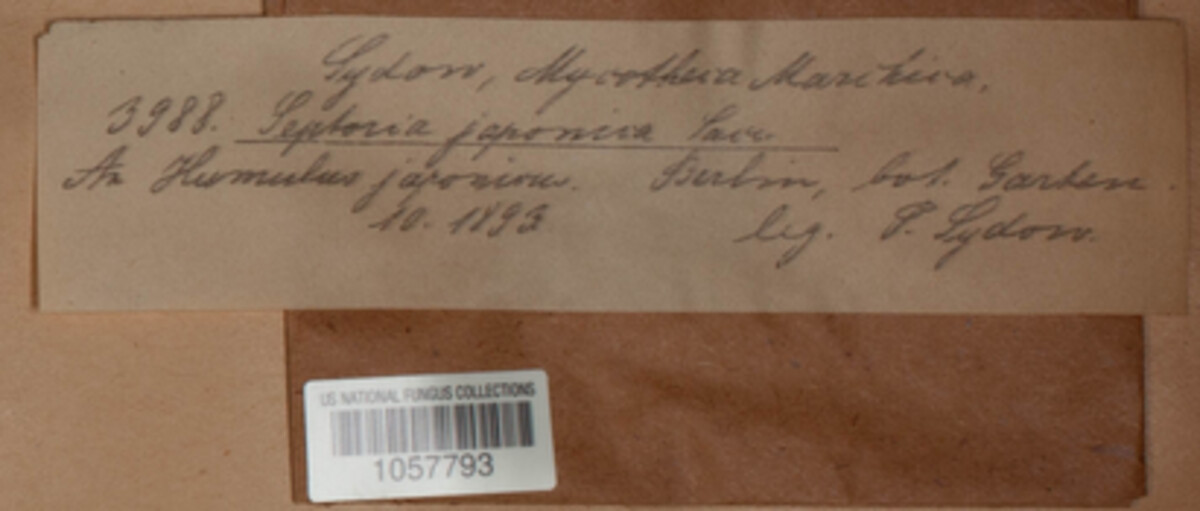 Sydow, Mycotheca Marchica.
3988. Septoria japonica Sacc.
An Humulus japonicus. Berlin, bot. Garten.
10. 1893 leg. P. Sydow.
US NATIONAL FUNGUS COLLECTIONS
1057793